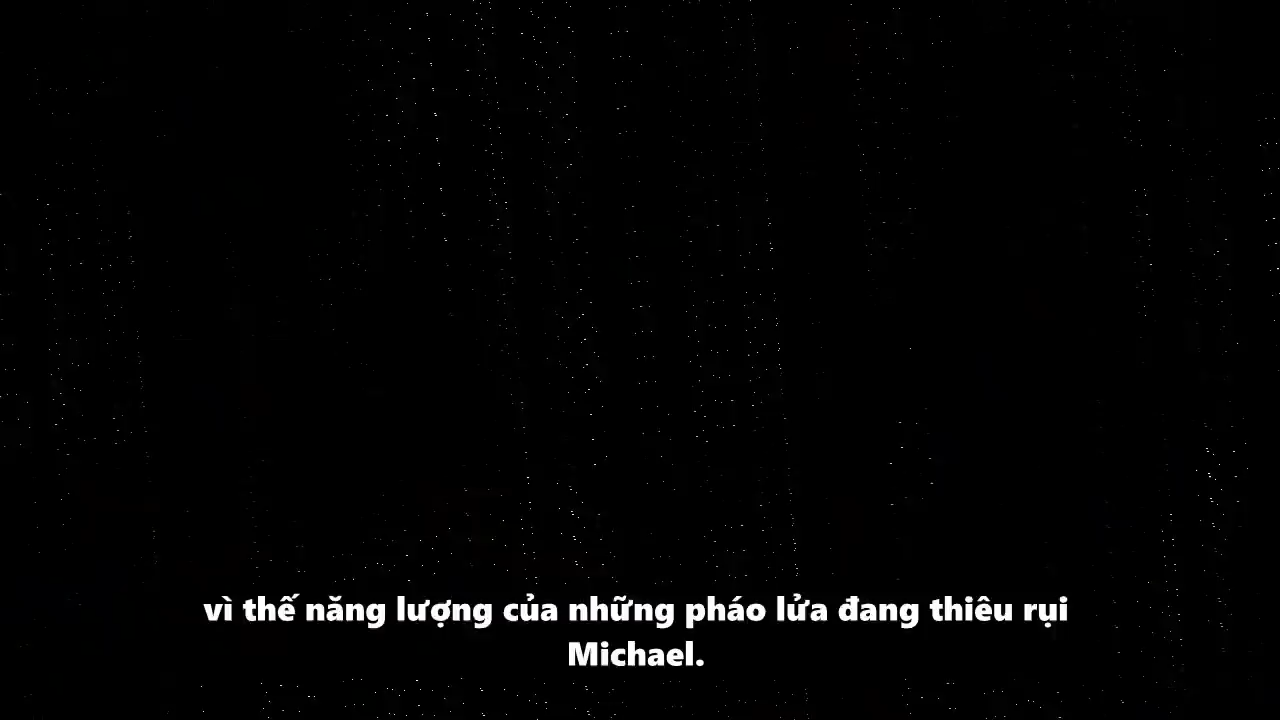 vì thế năng lượng của những pháo lửa đang thiêu rụi
Michael.